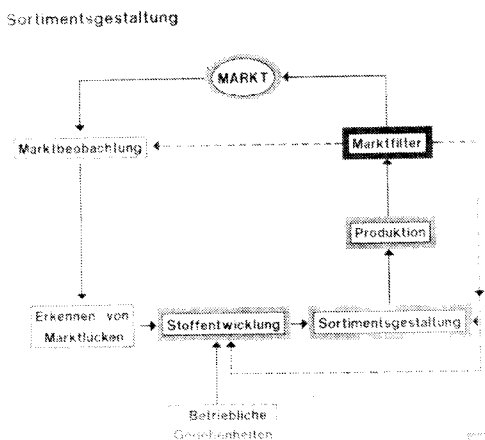 Sortimentsgestaltung
MARKT
Marktbeobachtung
Marktfilter
Produktion
Erkennen von
Marktlücken
Stoffentwicklung
Sortimentsgestaltung
Betriebliche
Gegebenheiten